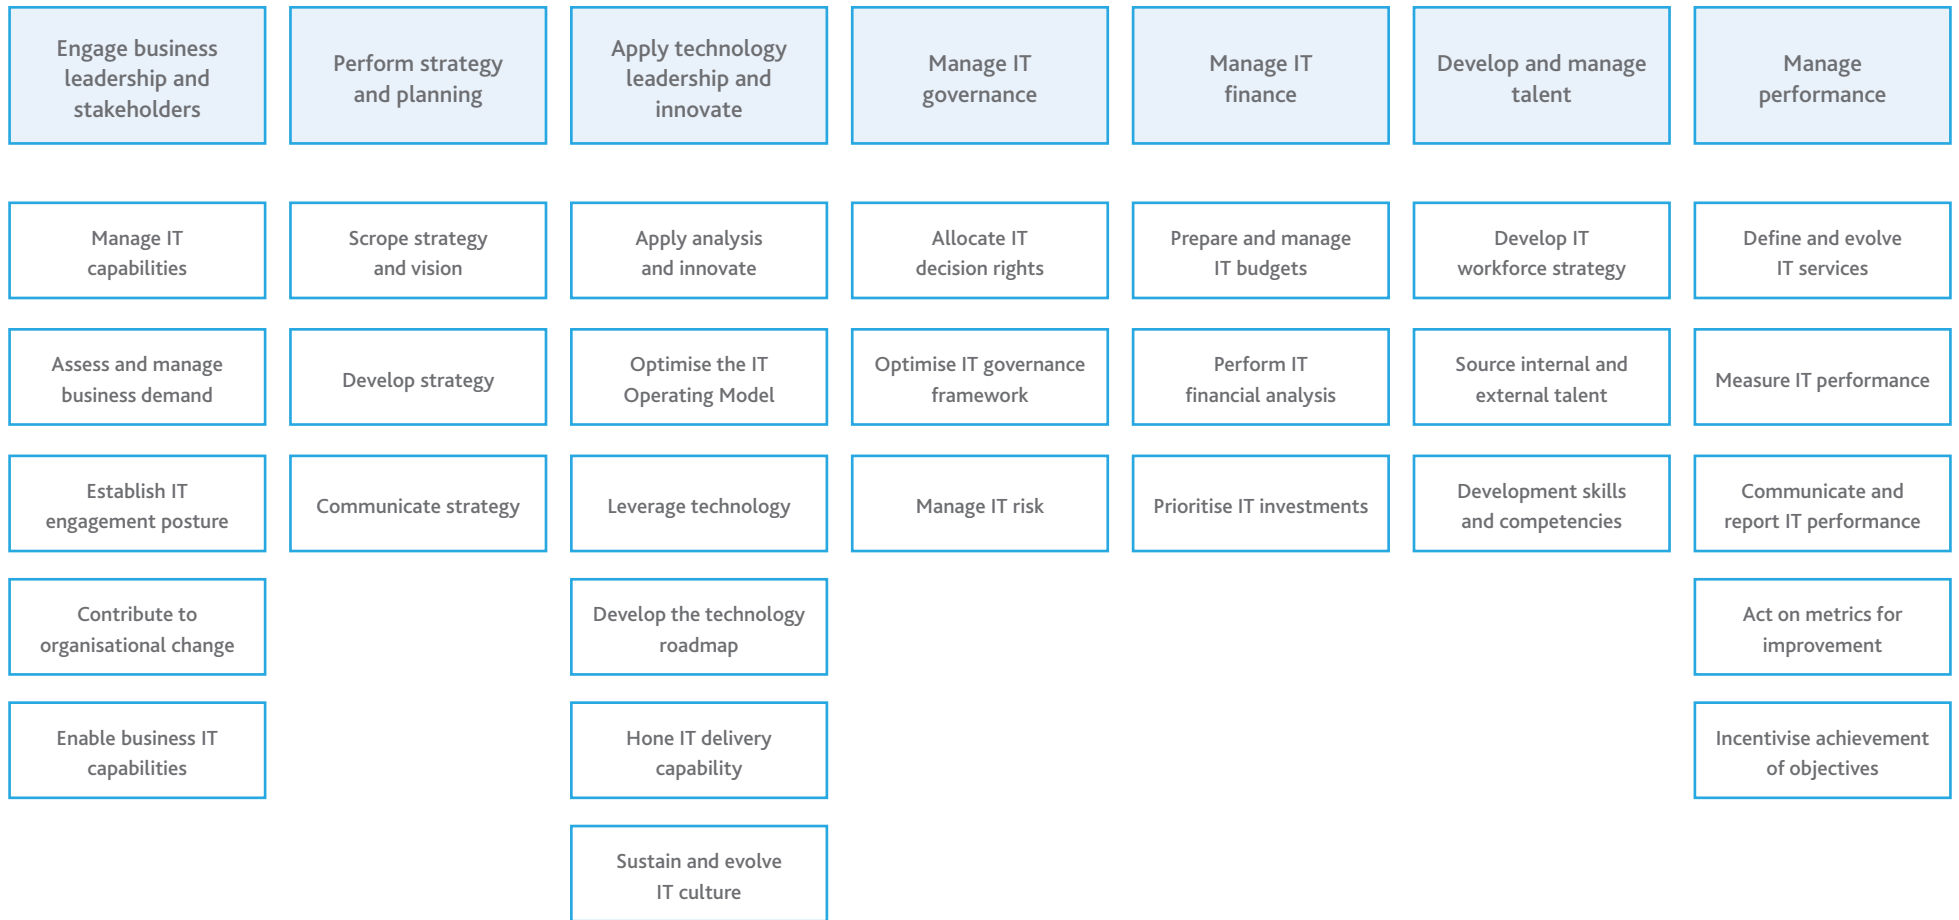 Engage business
leadership and
stakeholders
Perform strategy
and planning
Apply technology
leadership and
innovate
Manage IT
governance
Manage IT
finance
Develop and manage
talent
Manage
performance
Manage IT
capabilities
Scrope strategy
and vision
Apply analysis
and innovate
Allocate IT
decision rights
Prepare and manage
IT budgets
Develop IT
workforce strategy
Define and evolve
IT services
Assess and manage
business demand
Develop strategy
Optimise the IT
Operating Model
Optimise IT governance
framework
Perform IT
financial analysis
Source internal and
external talent
Measure IT performance
Establish IT
engagement posture
Communicate strategy
Leverage technology
Manage IT risk
Prioritise IT investments
Development skills
and competencies
Communicate and
report IT performance
Contribute to
organisational change
Develop the technology
roadmap
Act on metrics for
improvement
Enable business IT
capabilities
Hone IT delivery
capability
Incentivise achievement
of objectives
Sustain and evolve
IT culture